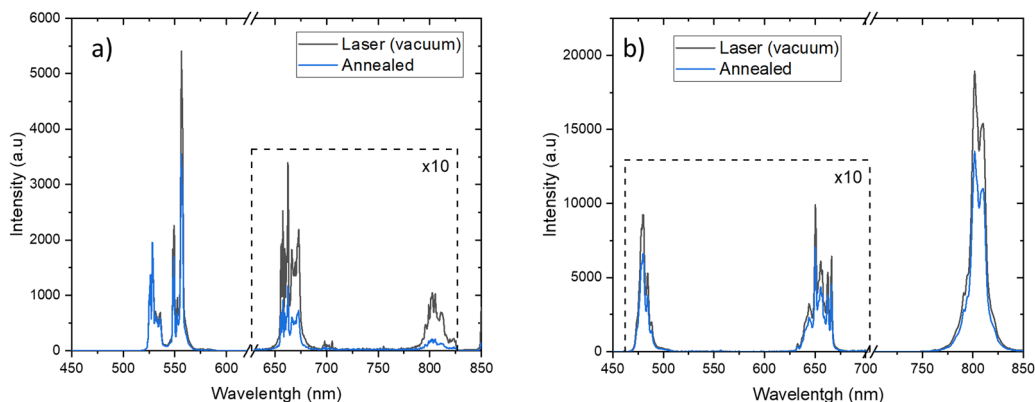 a)
Laser (vacuum)
Annealed
x10
Intensity (a.u)
6000
5000
4000
3000
2000
1000
0
450 500 550 600 650 700 750 800 850
Wavelentgh (nm)
b)
Laser (vacuum)
Annealed
x10
Intensity (a.u)
20000
15000
10000
5000
0
450 500 550 600 650 700 750 800 850
Wavelentgh (nm)